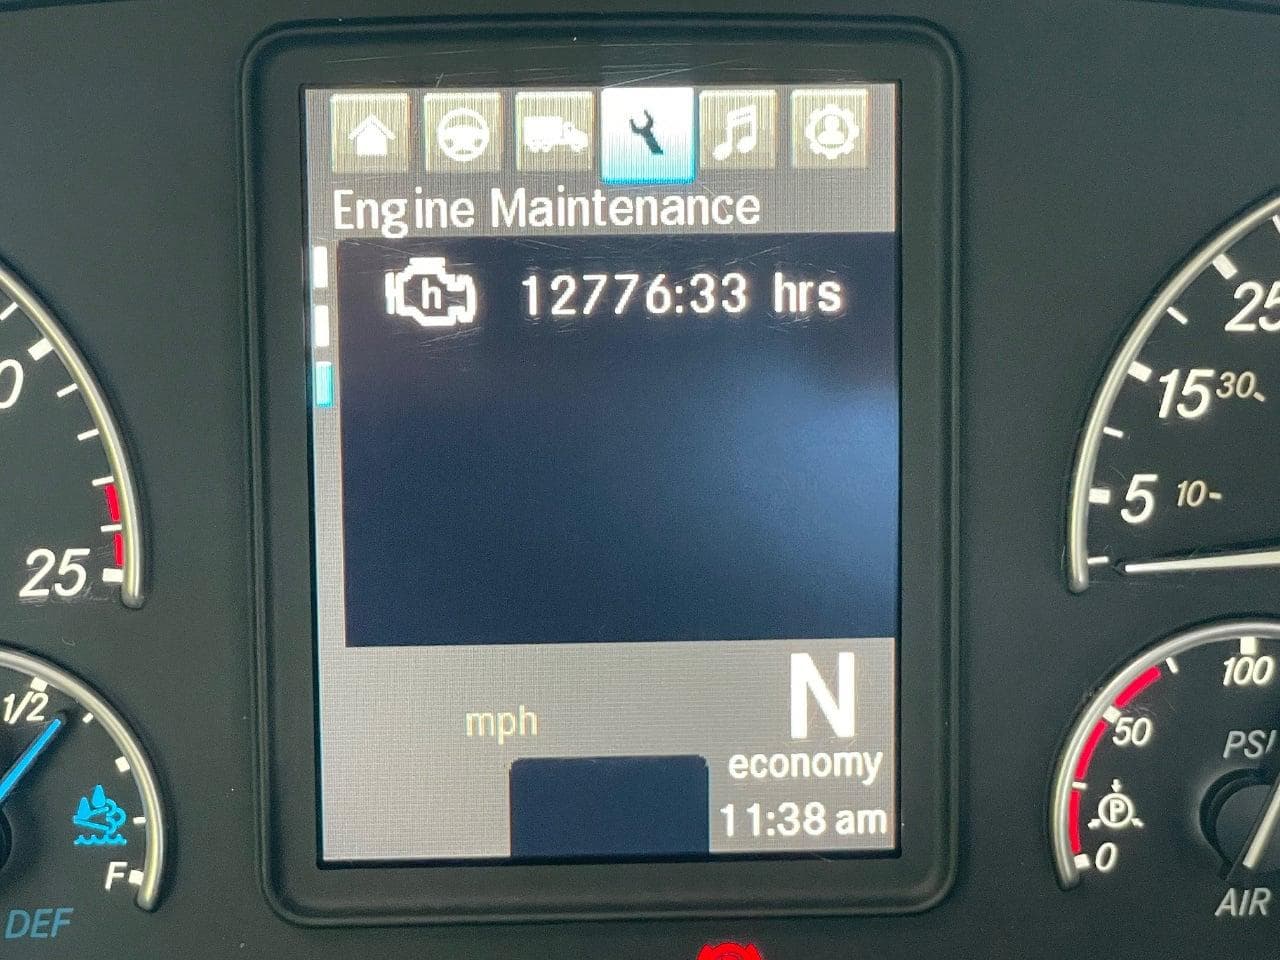 Engine Maintenance
h 12776:33 hrs
mph
N
economy
11:38 am
0
25
1/2
F
DEF
25
15 30
5 10
100
50
PSI
P
0
AIR